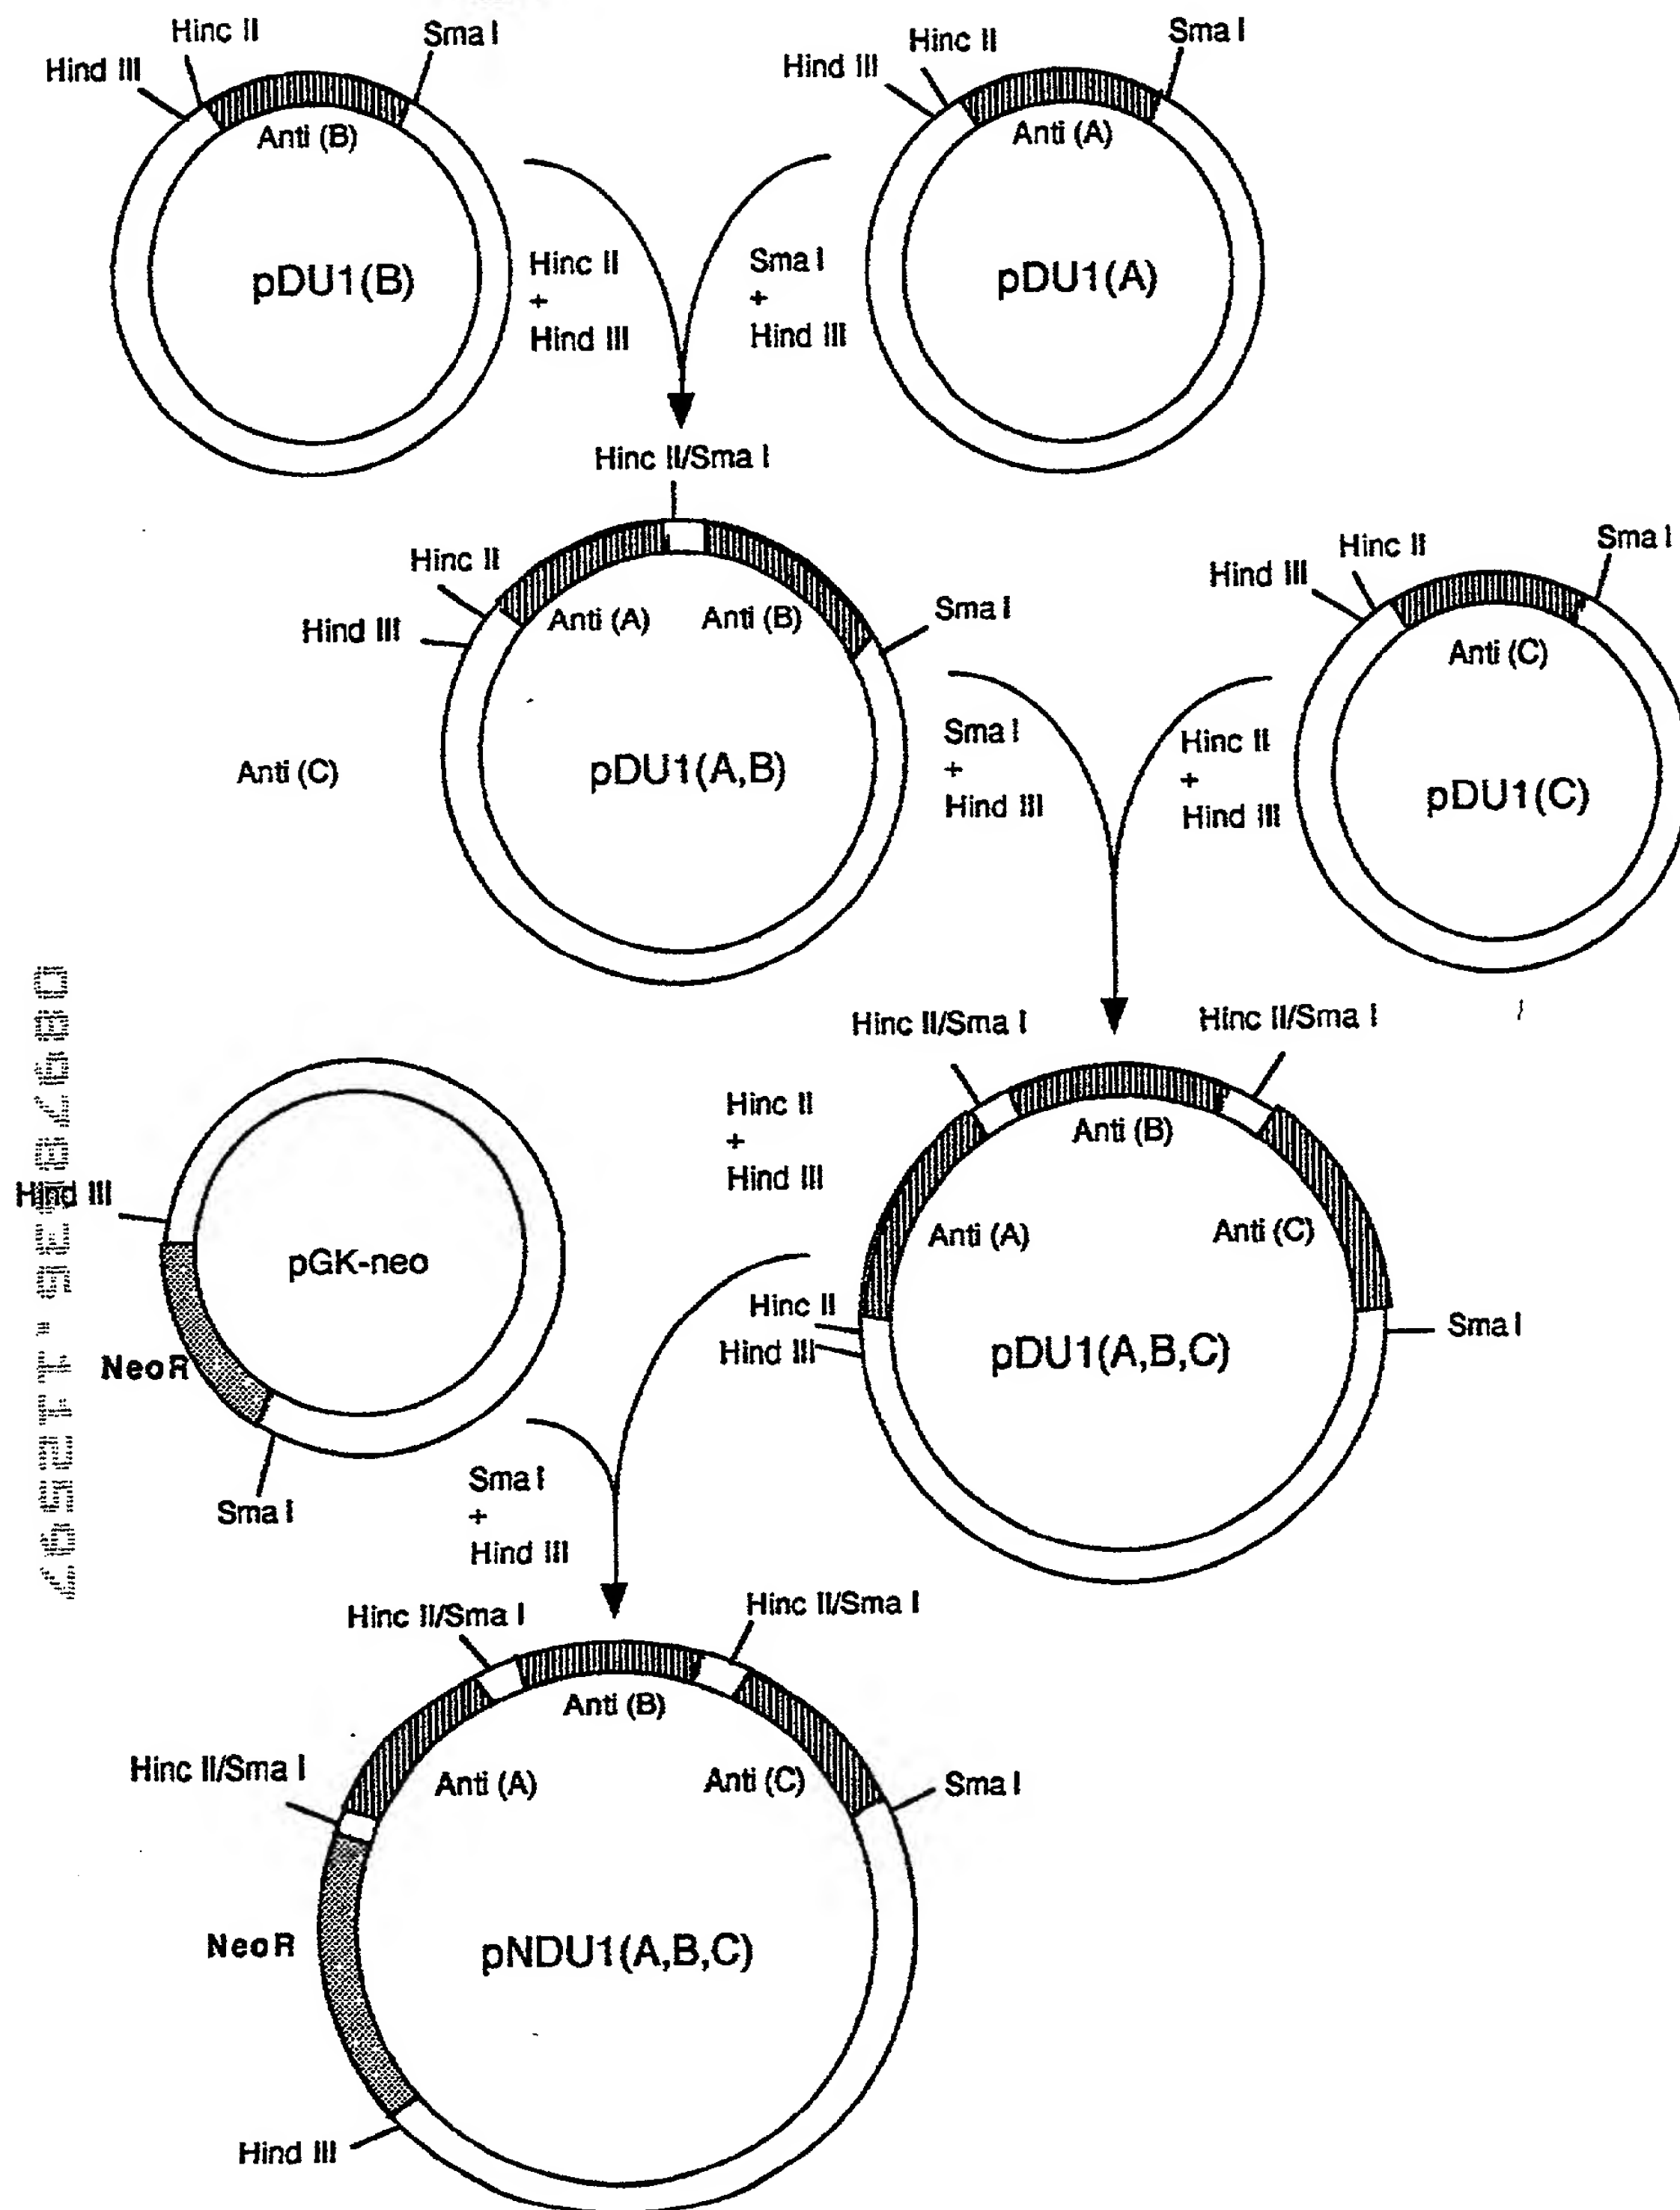 Hind III
Hinc II
Sma I
Anti (B)
pDU1(B)
Hinc II
+
Hind III
Hind III
Hinc II
Sma I
Anti (A)
pDU1(A)
Sma I
+
Hind III
Hinc II/Sma I
Hinc II
Hind III
Anti (A)
Anti (B)
Sma I
pDU1(A,B)
Anti (C)
Sma I
+
Hind III
Hind III
Hinc II
Sma I
Anti (C)
pDU1(C)
Hinc II
+
Hind III
Hinc II/Sma I
Hinc II/Sma I
Hinc II
+
Hind III
Anti (B)
Anti (A)
Anti (C)
Hinc II
Hind III
Sma I
pDU1(A,B,C)
Hind III
pGK-neo
NeoR
Sma I
Sma I
+
Hind III
Hinc II/Sma I
Hinc II/Sma I
Anti (B)
Hinc II/Sma I
Anti (A)
Anti (C)
Sma I
NeoR
pNDU1(A,B,C)
Hind III